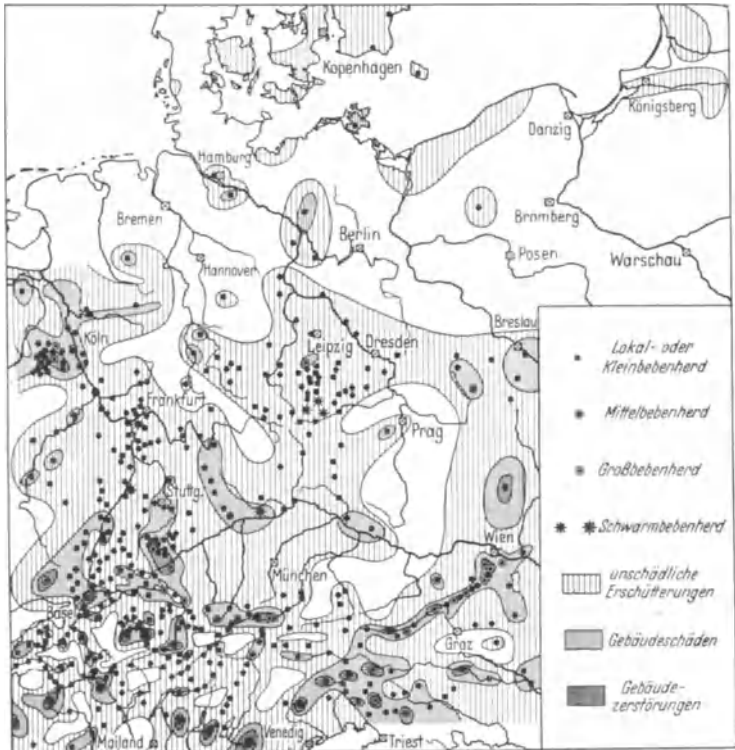 Kopenhagen
Königsberg
Danzig
Hamburg
Bremen
Bromberg
Berlin
Hannover
Posen
Warschau
Köln
Breslau
Leipzig
Dresden
Frankfurt
Prag
Stuttg.
Wien
München
Basel
Graz
Mailand
Venedig
Triest
Lokal- oder
Kleinbebenherd
Mittelbebenherd
Großbebenherd
Schwarmbebenherd
unschädliche
Erschütterungen
Gebäudeschäden
Gebäude-
zerstörungen